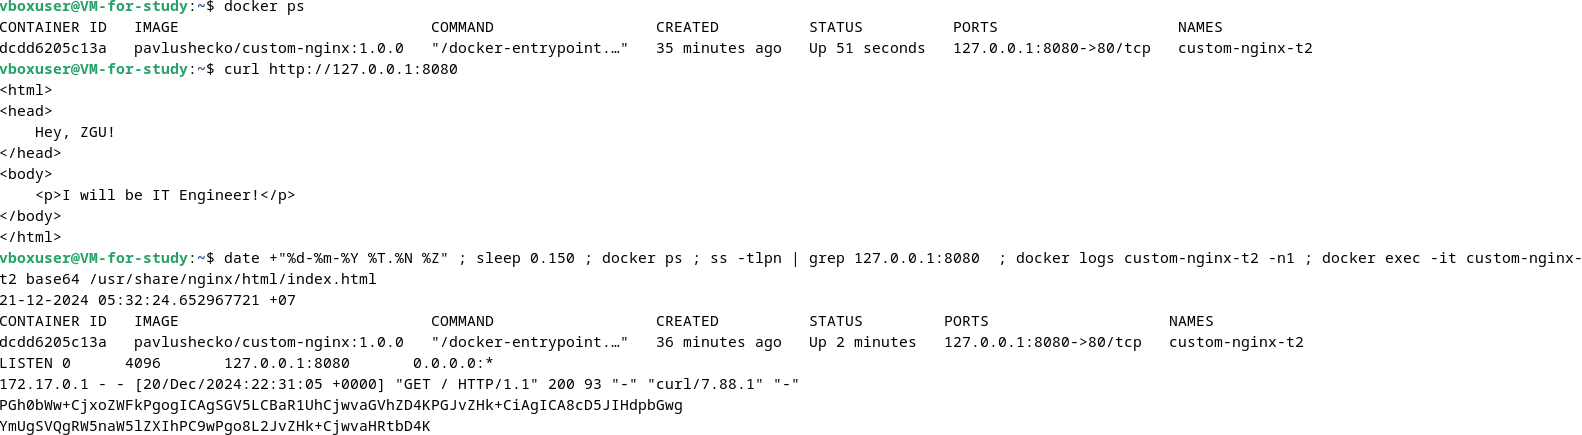 vboxuser@VM-for-study:~$ docker ps
CONTAINER ID   IMAGE                            COMMAND                  CREATED          STATUS          PORTS                    NAMES
dcdd6205c13a   pavlushecko/custom-nginx:1.0.0   "/docker-entrypoint.…"   35 minutes ago   Up 51 seconds   127.0.0.1:8080->80/tcp   custom-nginx-t2
vboxuser@VM-for-study:~$ curl http://127.0.0.1:8080
<html>
<head>
    Hey, ZGU!
</head>
<body>
    <p>I will be IT Engineer!</p>
</body>
</html>
vboxuser@VM-for-study:~$ date +"%d-%m-%Y %T.%N %Z" ; sleep 0.150 ; docker ps ; ss -tlpn | grep 127.0.0.1:8080  ; docker logs custom-nginx-t2 -n1 ; docker exec -it custom-nginx-
t2 base64 /usr/share/nginx/html/index.html
21-12-2024 05:32:24.652967721 +07
CONTAINER ID   IMAGE                            COMMAND                  CREATED          STATUS         PORTS                    NAMES
dcdd6205c13a   pavlushecko/custom-nginx:1.0.0   "/docker-entrypoint.…"   36 minutes ago   Up 2 minutes   127.0.0.1:8080->80/tcp   custom-nginx-t2
LISTEN 0      4096       127.0.0.1:8080       0.0.0.0:*
172.17.0.1 - - [20/Dec/2024:22:31:05 +0000] "GET / HTTP/1.1" 200 93 "-" "curl/7.88.1" "-"
PGh0bWw+CjxoZWFkPgogICAgSGV5LCBaR1UhCjwvaGVhZD4KPGJvZHk+CiAgICA8cD5JIHdpbGwg
YmUgSVQgRW5naW5lZXIhPC9wPgo8L2JvZHk+CjwvaHRtbD4K